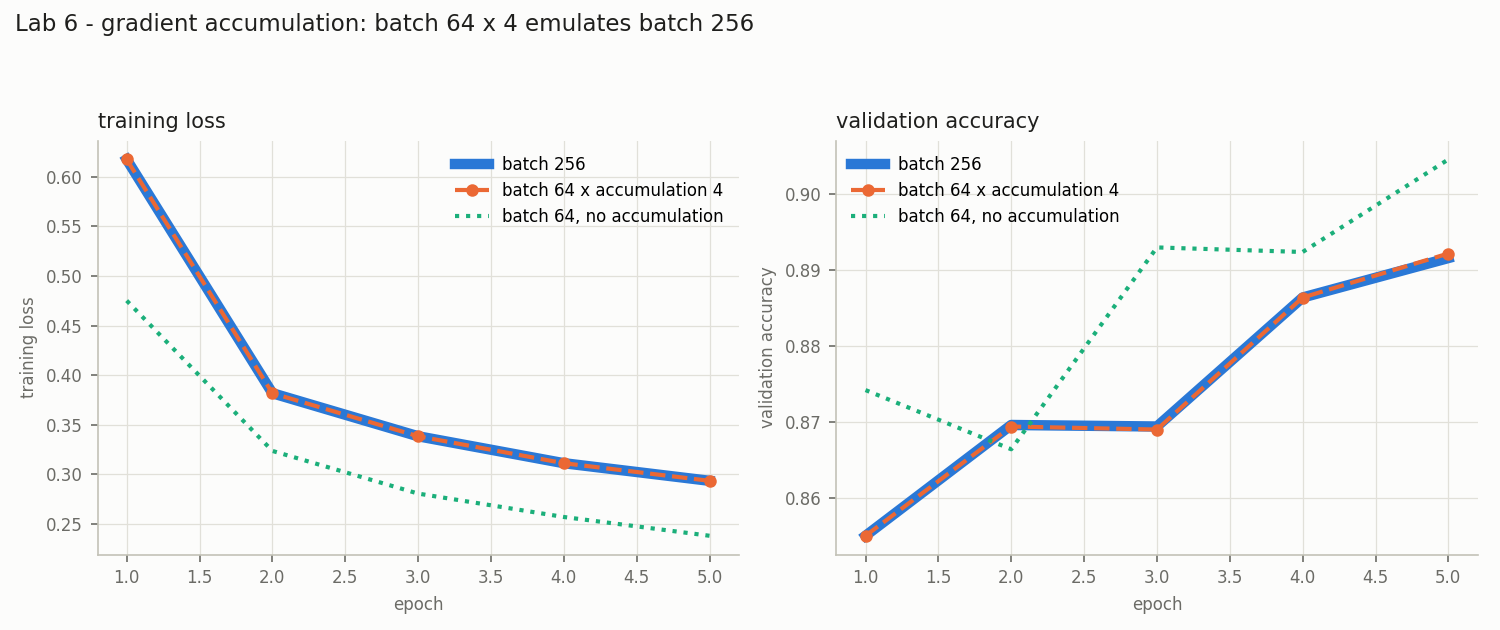 Lab 6 - gradient accumulation: batch 64 x 4 emulates batch 256
training loss
batch 256
batch 64 x accumulation 4
batch 64, no accumulation
training loss
0.60
0.55
0.50
0.45
0.40
0.35
0.30
0.25
1.0 1.5 2.0 2.5 3.0 3.5 4.0 4.5 5.0
epoch
validation accuracy
batch 256
batch 64 x accumulation 4
batch 64, no accumulation
validation accuracy
0.90
0.89
0.88
0.87
0.86
1.0 1.5 2.0 2.5 3.0 3.5 4.0 4.5 5.0
epoch